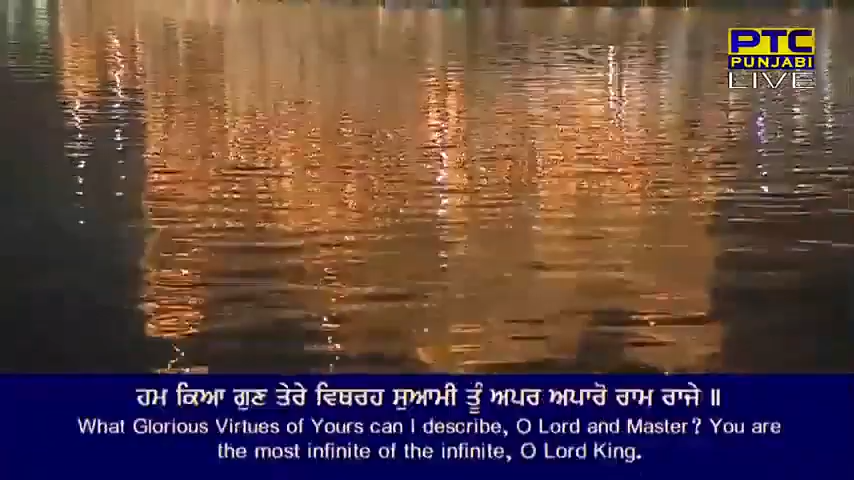 PTC
PUNJABI
LIVE
ਹਮ ਕਿਆ ਗੁਣ ਤੇਰੇ ਵਿਥਰਹ ਸੁਆਮੀ ਤੂੰ ਅਪਰ ਅਪਾਰੋ ਰਾਮ ਰਾਜੇ ॥
What Glorious Virtues of Yours can I describe, O Lord and Master? You are
the most infinite of the infinite, O Lord King.